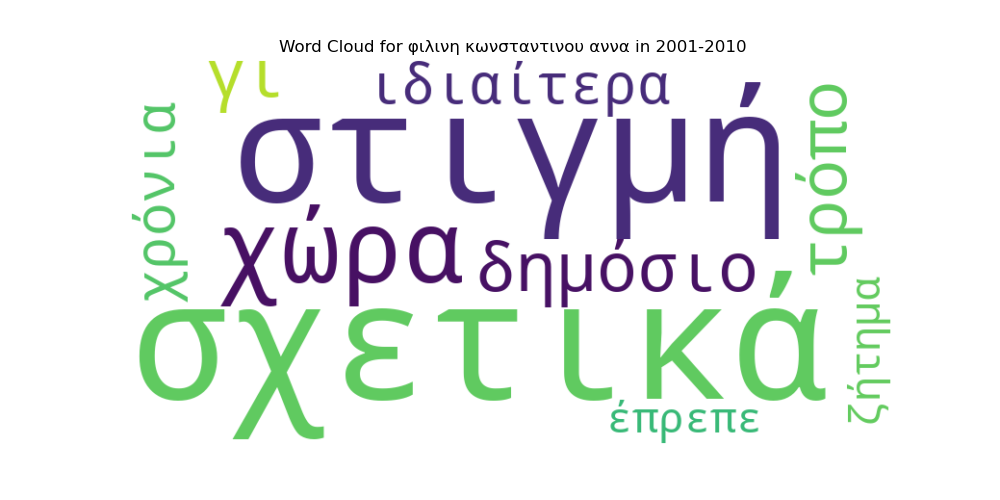 Word Cloud for φιλινη κωνσταντινου αννα in 2001-2010
γι
ιδιαίτερα
χρόνια
στιγμή
τρόπο
χώρα
δημόσιο
σχετικά
ζήτημα
έπρεπε